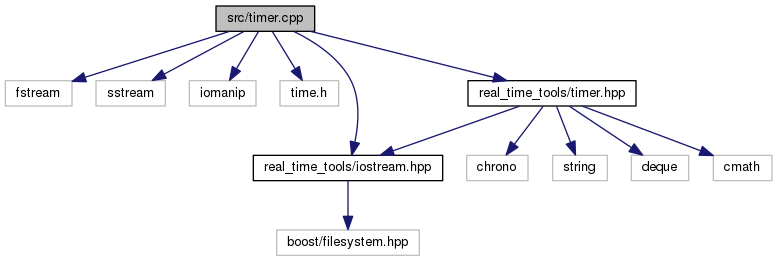 src/timer.cpp
fstream
sstream
iomanip
time.h
real_time_tools/timer.hpp
real_time_tools/iostream.hpp
chrono
string
deque
cmath
boost/filesystem.hpp